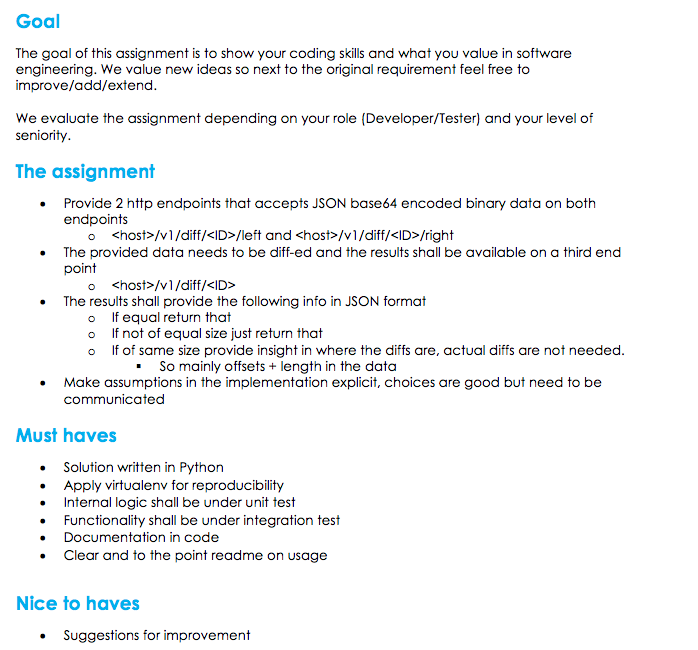 Goal
The goal of this assignment is to show your coding skills and what you value in software
engineering. We value new ideas so next to the original requirement feel free to
improve/add/extend.
We evaluate the assignment depending on your role (Developer/Tester) and your level of
seniority.
The assignment
• Provide 2 http endpoints that accepts JSON base64 encoded binary data on both
endpoints
o <host>/v1/diff/<ID>/left and <host>/v1/diff/<ID>/right
• The provided data needs to be diff-ed and the results shall be available on a third end
point
o <host>/v1/diff/<ID>
• The results shall provide the following info in JSON format
o If equal return that
o If not of equal size just return that
o If of same size provide insight in where the diffs are, actual diffs are not needed.
▪ So mainly offsets + length in the data
• Make assumptions in the implementation explicit, choices are good but need to be
communicated
Must haves
• Solution written in Python
• Apply virtualenv for reproducibility
• Internal logic shall be under unit test
• Functionality shall be under integration test
• Documentation in code
• Clear and to the point readme on usage
Nice to haves
• Suggestions for improvement